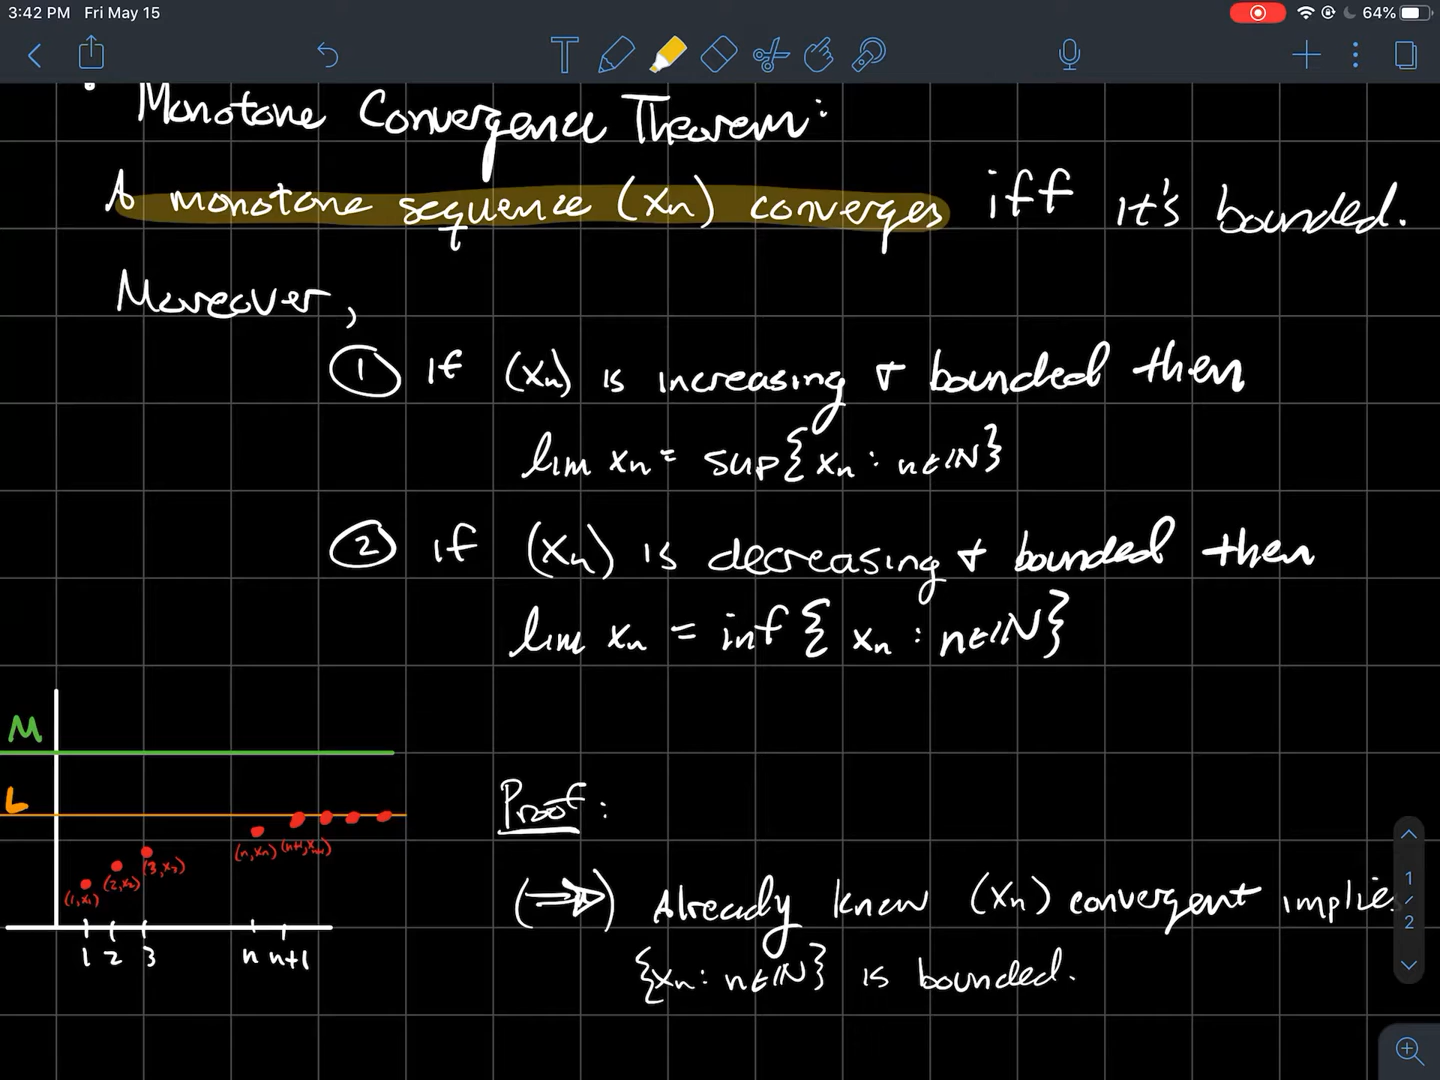 3:42 PM Fri May 15
64%
Monotone Convergence Theorem:
A monotone sequence (xn) converges iff it's bounded.
Moreover,
① If (xn) is increasing & bounded then
lim xn = sup{xn : n∈ℕ}
② if (xn) is decreasing & bounded then
lim xn = inf{ xn : n∈ℕ}
M
L
(1,x1) (2,x2) (3,x3) (n,xn) (n+1,xn+1)
1 2 3 n n+1
Proof:
(⟹) Already know (xn) convergent implies
{xn : n∈ℕ} is bounded.
1
/
2